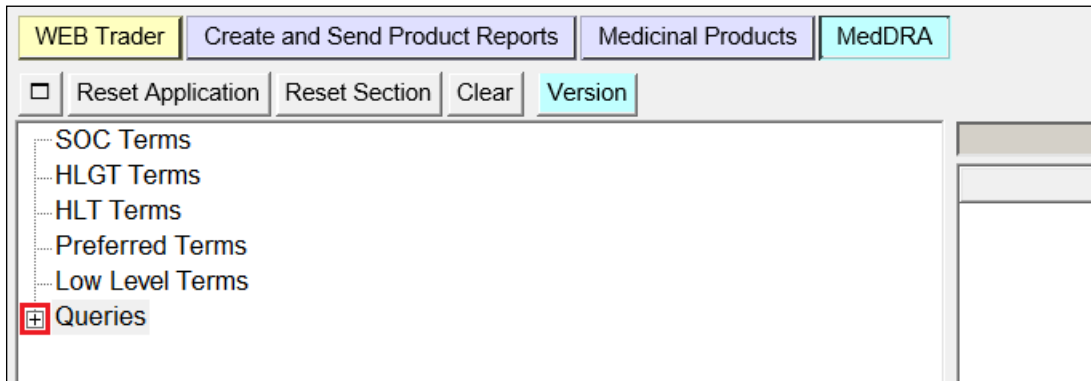 WEB Trader Create and Send Product Reports Medicinal Products MedDRA
Reset Application Reset Section Clear Version
SOC Terms
HLGT Terms
HLT Terms
Preferred Terms
Low Level Terms
Queries